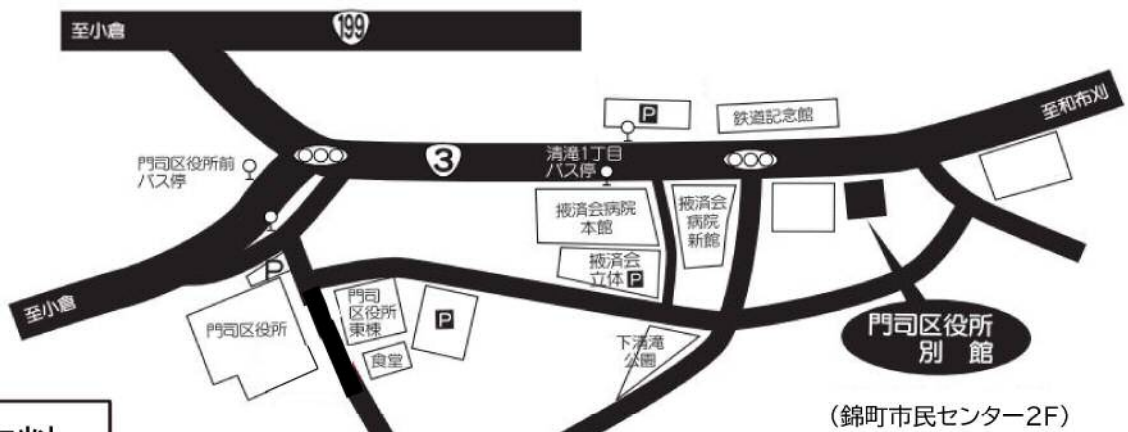 至小倉
199
P
鉄道記念館
至和布刈
門司区役所前
バス停
3
清滝1丁目
バス停
掖済会病院
本館
掖済会
病院
新館
掖済会
立体P
P
至小倉
門司区役所
門司
区役所
東棟
P
食堂
下清滝
公園
門司区役所
別館
(錦町市民センター2F)